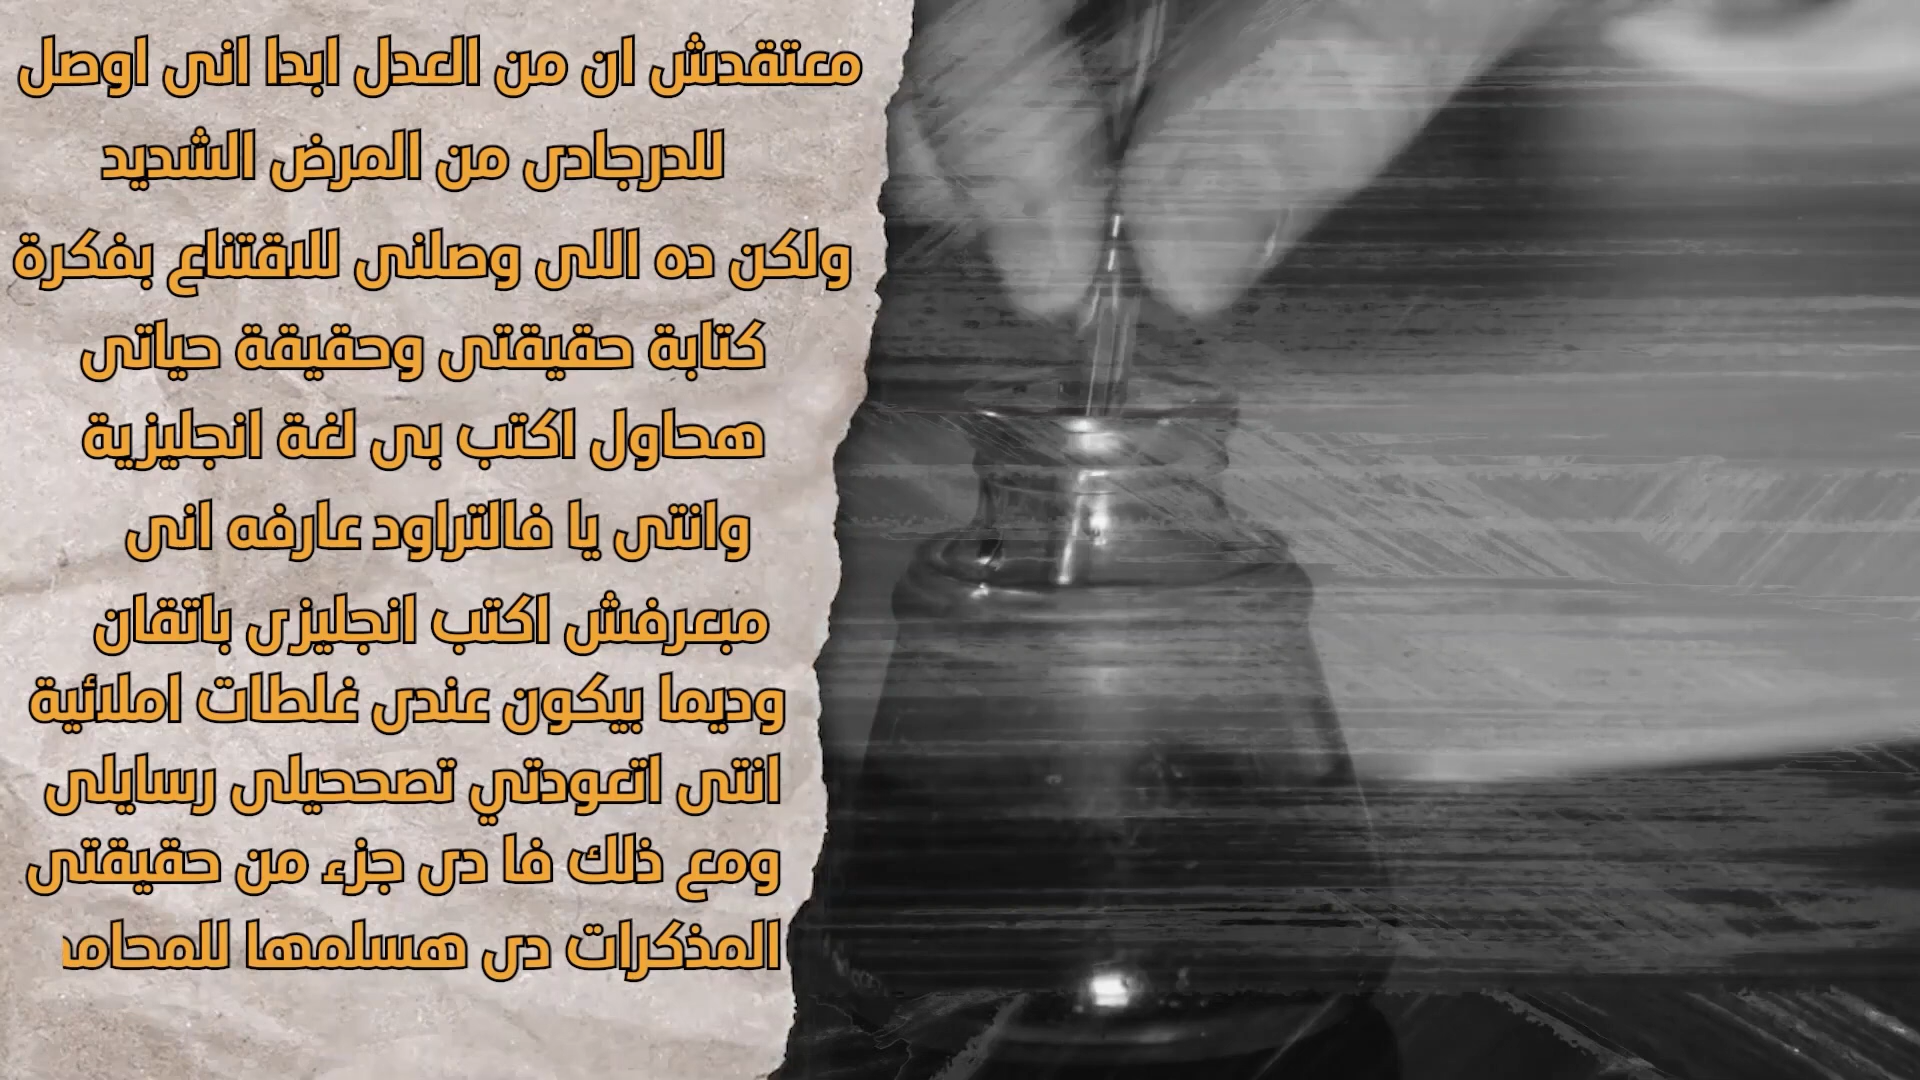 معتقدش ان من العدل ابدا انى اوصل
للدرجادى من المرض الشديد
ولكن ده اللى وصلنى للاقتناع بفكرة
كتابة حقيقتى وحقيقة حياتى
هحاول اكتب بى لغة انجليزية
وانتى يا فالتراود عارفه انى
مبعرفش اكتب انجليزى باتقان
وديما بيكون عندى غلطات املائية
انتى اتعودتي تصححيلى رسايلى
ومع ذلك فا دى جزء من حقيقتى
المذكرات دى هسلمها للمحامـ